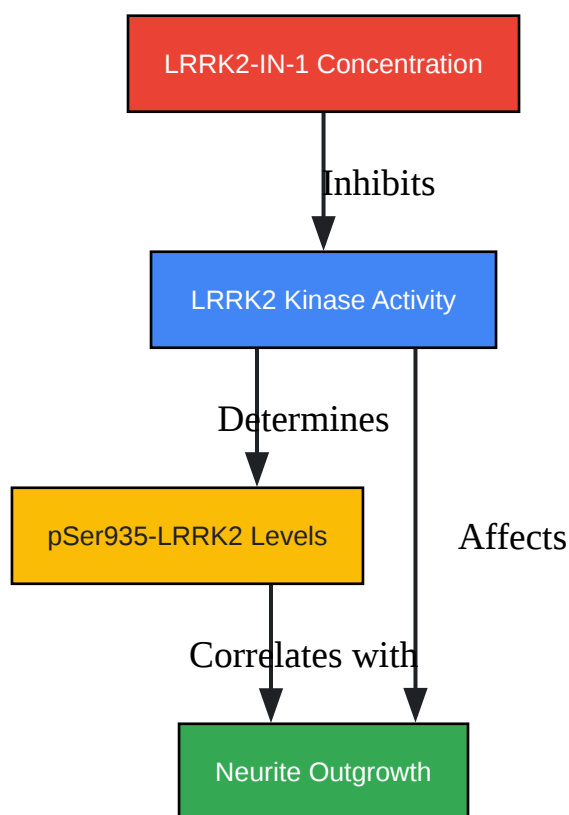 LRRK2-IN-1 Concentration
Inhibits
LRRK2 Kinase Activity
Determines
pSer935-LRRK2 Levels
Affects
Correlates with
Neurite Outgrowth